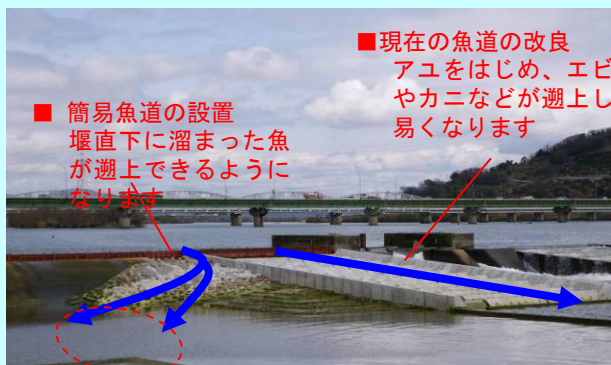 ■ 簡易魚道の設置
堰直下に溜まった魚
が遡上できるように
なります
■現在の魚道の改良
アユをはじめ、エビ
やカニなどが遡上し
易くなります